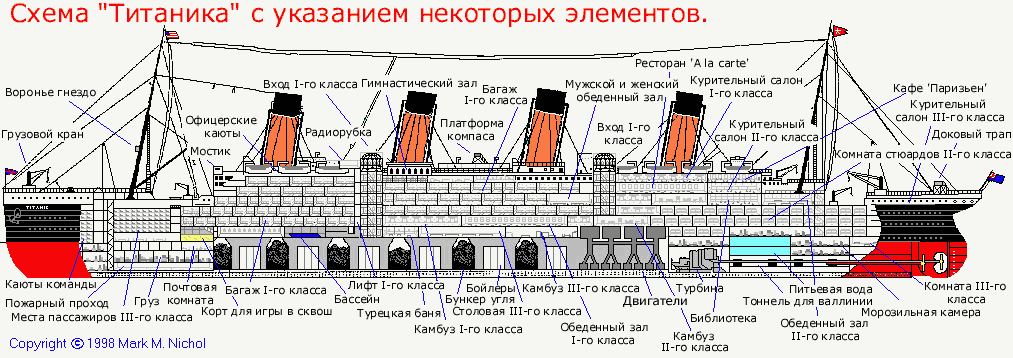 Схема "Титаника" с указанием некоторых элементов.
Ресторан 'A la carte'
Вход I-го класса
Гимнастический зал
Багаж
I-го класса
Мужской и женский
обеденный зал
Курительный салон
I-го класса
Кафе 'Паризьен'
Воронье гнездо
Курительный
салон III-го класса
Офицерские
каюты
Радиорубка
Платформа
компаса
Вход I-го
класса
Курительный
салон II-го класса
Доковый трап
Грузовой кран
Мостик
Комната стюардов II-го класса
TITANIC
Каюты команды
Пожарный проход
Места пассажиров III-го класса
Груз
Почтовая
комната
Багаж I-го класса
Корт для игры в сквош
Бассейн
Лифт I-го класса
Турецкая баня
Камбуз I-го класса
Бункер угля
Бойлеры
Столовая III-го класса
Камбуз III-го класса
Обеденный зал
I-го класса
Двигатели
Камбуз
II-го класса
Турбина
Библиотека
Питьевая вода
Тоннель для валлинии
Обеденный зал
II-го класса
Комната III-го
класса
Морозильная камера
Copyright © 1998 Mark M. Nichol